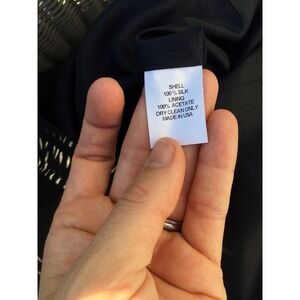 SHELL
100% SILK
LINING
100% ACETATE
DRY CLEAN ONLY
MADE IN USA